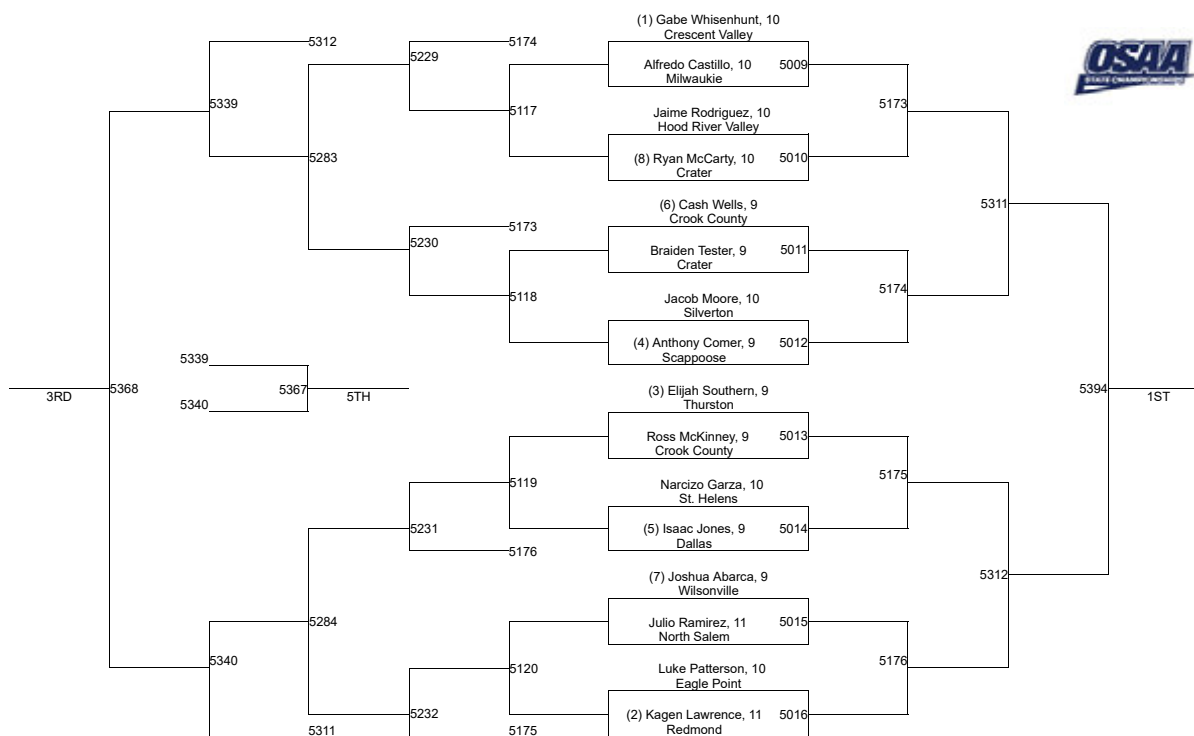 (1) Gabe Whisenhunt, 10
Crescent Valley
Alfredo Castillo, 10
Milwaukie
5009
Jaime Rodriguez, 10
Hood River Valley
(8) Ryan McCarty, 10
Crater
5010
(6) Cash Wells, 9
Crook County
Braiden Tester, 9
Crater
5011
Jacob Moore, 10
Silverton
(4) Anthony Comer, 9
Scappoose
5012
(3) Elijah Southern, 9
Thurston
Ross McKinney, 9
Crook County
5013
Narcizo Garza, 10
St. Helens
(5) Isaac Jones, 9
Dallas
5014
(7) Joshua Abarca, 9
Wilsonville
Julio Ramirez, 11
North Salem
5015
Luke Patterson, 10
Eagle Point
(2) Kagen Lawrence, 11
Redmond
5016
5173
5174
5175
5176
5311
5312
5394
1ST
5174
5117
5173
5118
5119
5176
5120
5175
5229
5230
5231
5232
5312
5283
5284
5311
5339
5340
5368
3RD
5339
5340
5367
5TH
OSAA
STATE CHAMPIONSHIPS